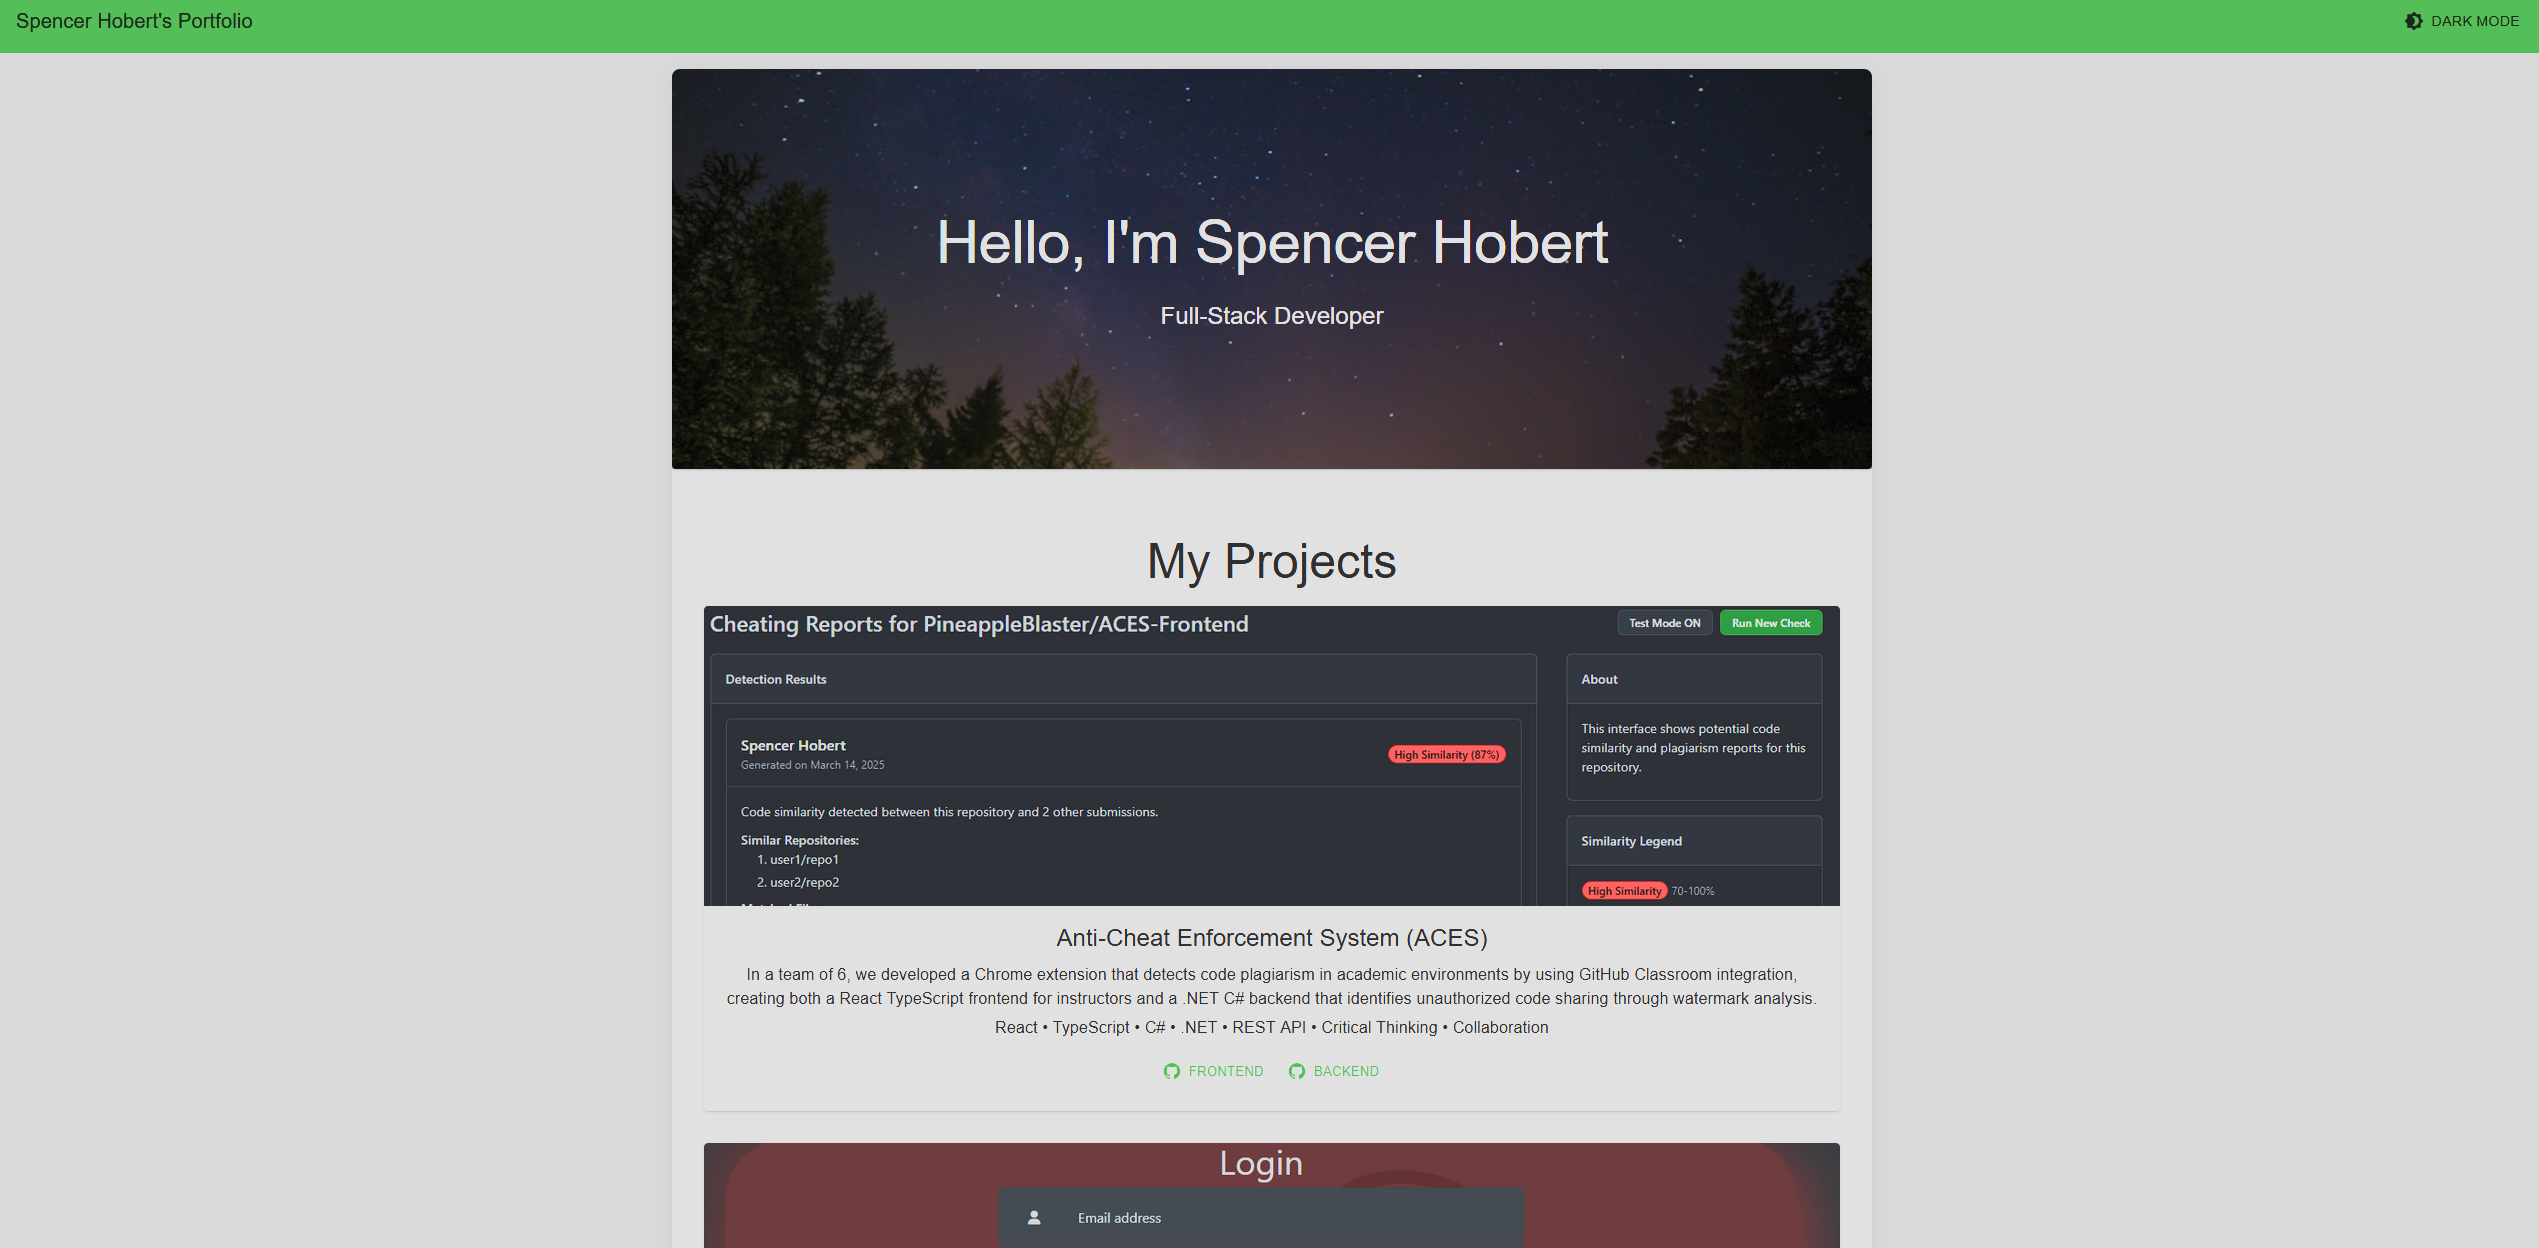 Spencer Hobert's Portfolio
DARK MODE
Hello, I'm Spencer Hobert
Full-Stack Developer
My Projects
Cheating Reports for PineappleBlaster/ACES-Frontend
Test Mode ON
Run New Check
Detection Results
Spencer Hobert
Generated on March 14, 2025
High Similarity (87%)
Code similarity detected between this repository and 2 other submissions.
Similar Repositories:
1. user1/repo1
2. user2/repo2
About
This interface shows potential code
similarity and plagiarism reports for this
repository.
Similarity Legend
High Similarity 70-100%
Anti-Cheat Enforcement System (ACES)
In a team of 6, we developed a Chrome extension that detects code plagiarism in academic environments by using GitHub Classroom integration,
creating both a React TypeScript frontend for instructors and a .NET C# backend that identifies unauthorized code sharing through watermark analysis.
React • TypeScript • C# • .NET • REST API • Critical Thinking • Collaboration
FRONTEND
BACKEND
Login
Email address